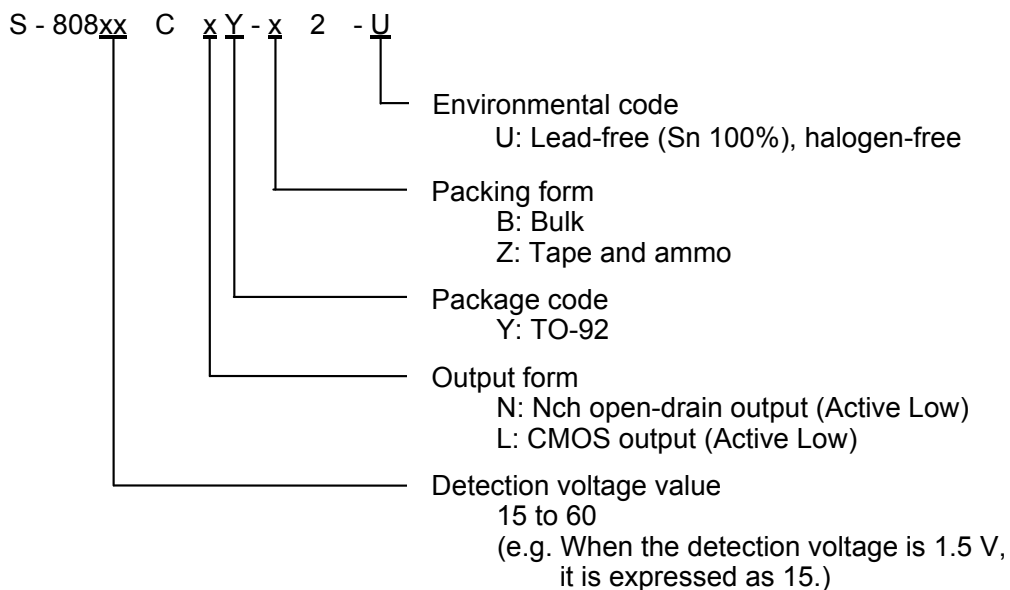 S - 808xx C xY - x 2 - U
Environmental code
U: Lead-free (Sn 100%), halogen-free
Packing form
B: Bulk
Z: Tape and ammo
Package code
Y: TO-92
Output form
N: Nch open-drain output (Active Low)
L: CMOS output (Active Low)
Detection voltage value
15 to 60
(e.g. When the detection voltage is 1.5 V,
it is expressed as 15.)